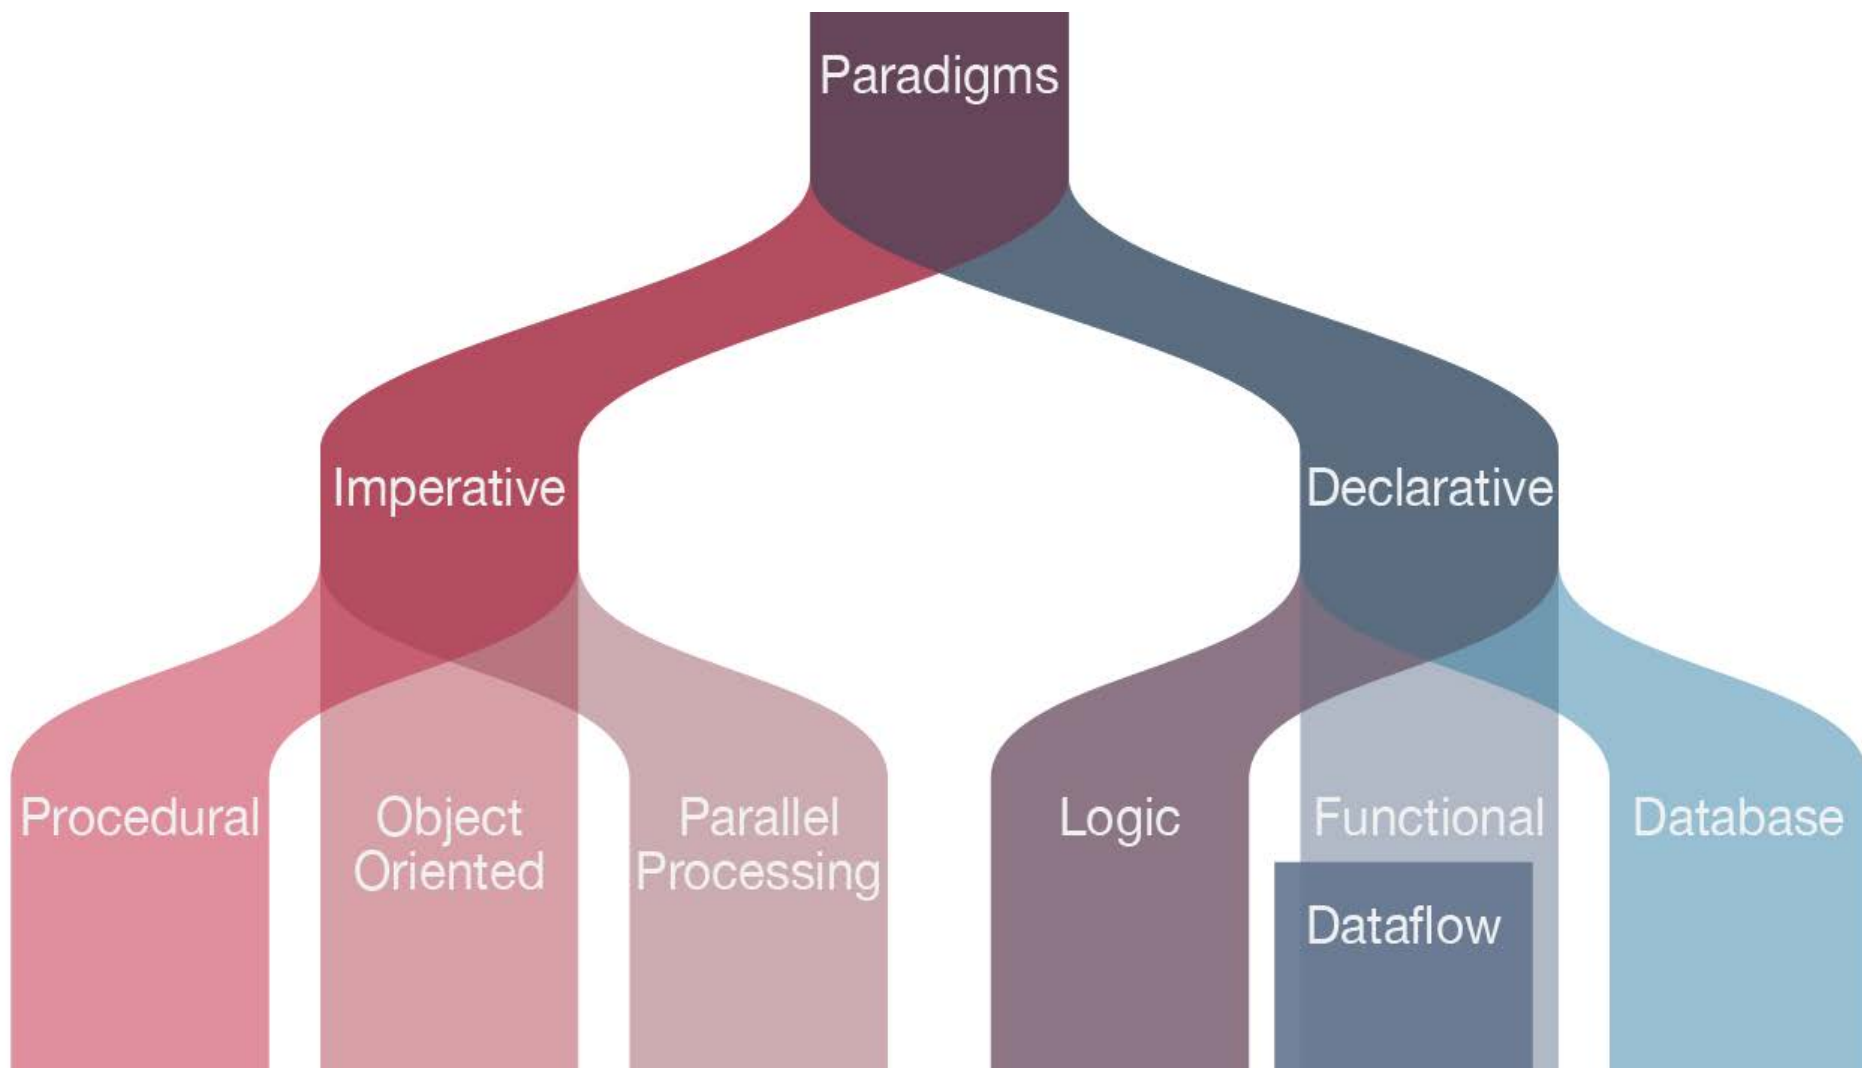 Paradigms
Imperative
Declarative
Procedural
Object
Oriented
Parallel
Processing
Logic
Functional
Database
Dataflow